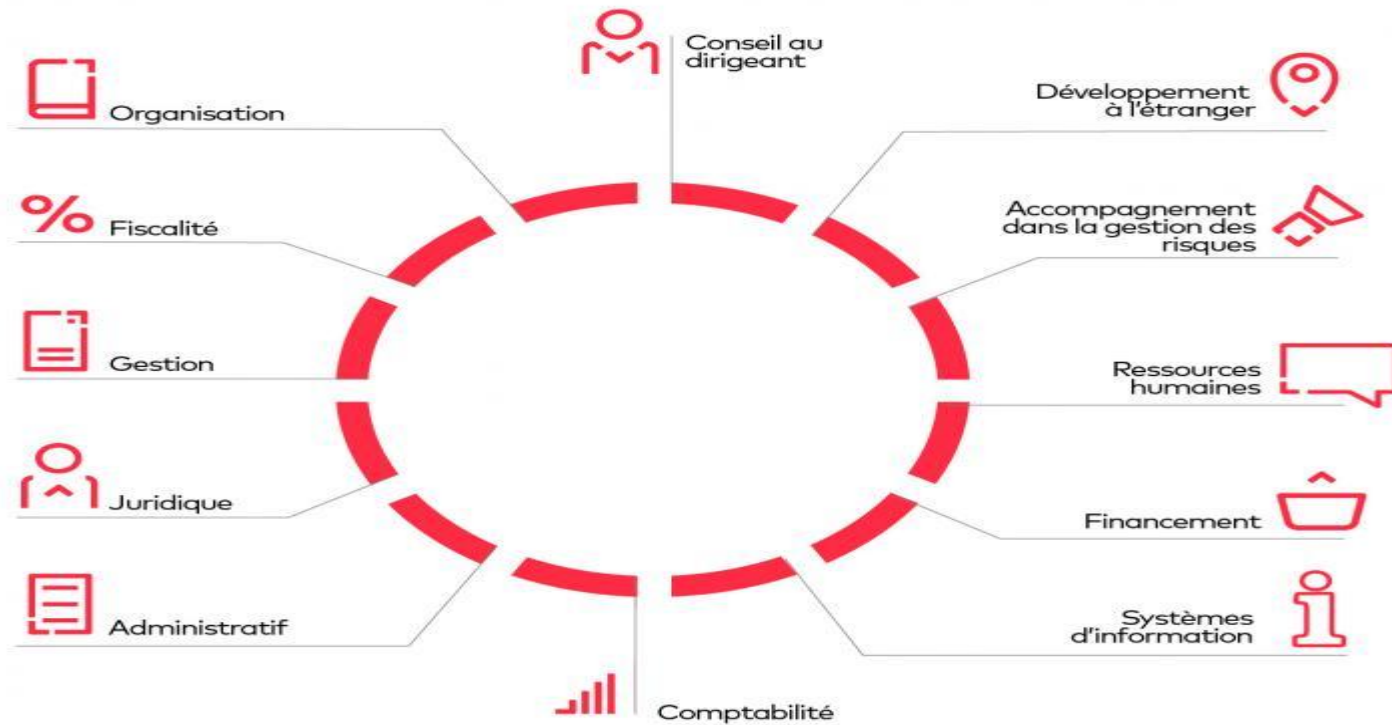 Conseil au
dirigeant
Développement
à l'étranger
Accompagnement
dans la gestion des
risques
Ressources
humaines
Financement
Systèmes
d'information
Comptabilité
Administratif
Juridique
Gestion
% Fiscalité
Organisation